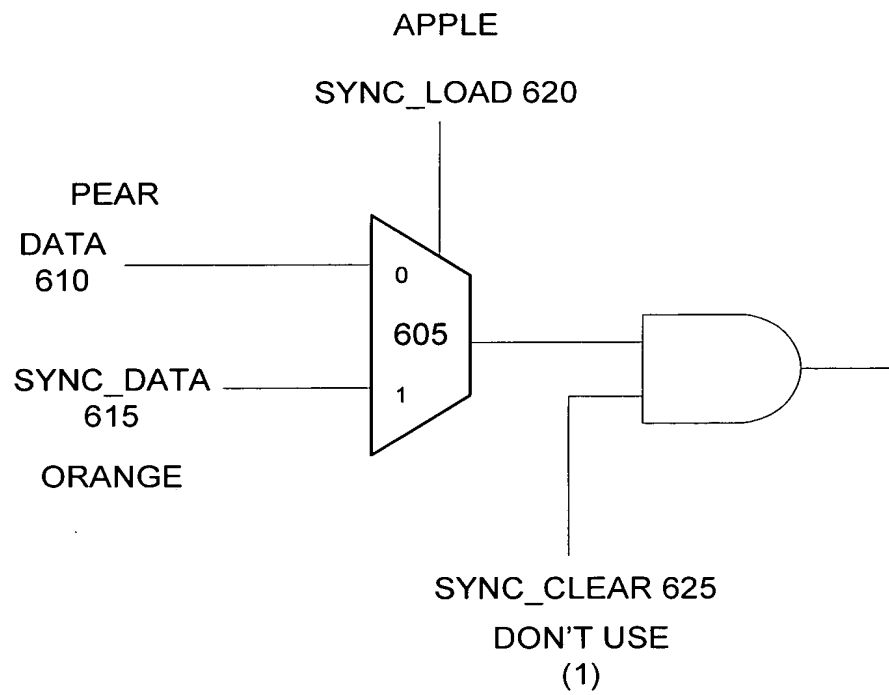 APPLE
SYNC_LOAD 620
PEAR
DATA
610
0
605
SYNC_DATA
615
1
ORANGE
SYNC_CLEAR 625
DON'T USE
(1)